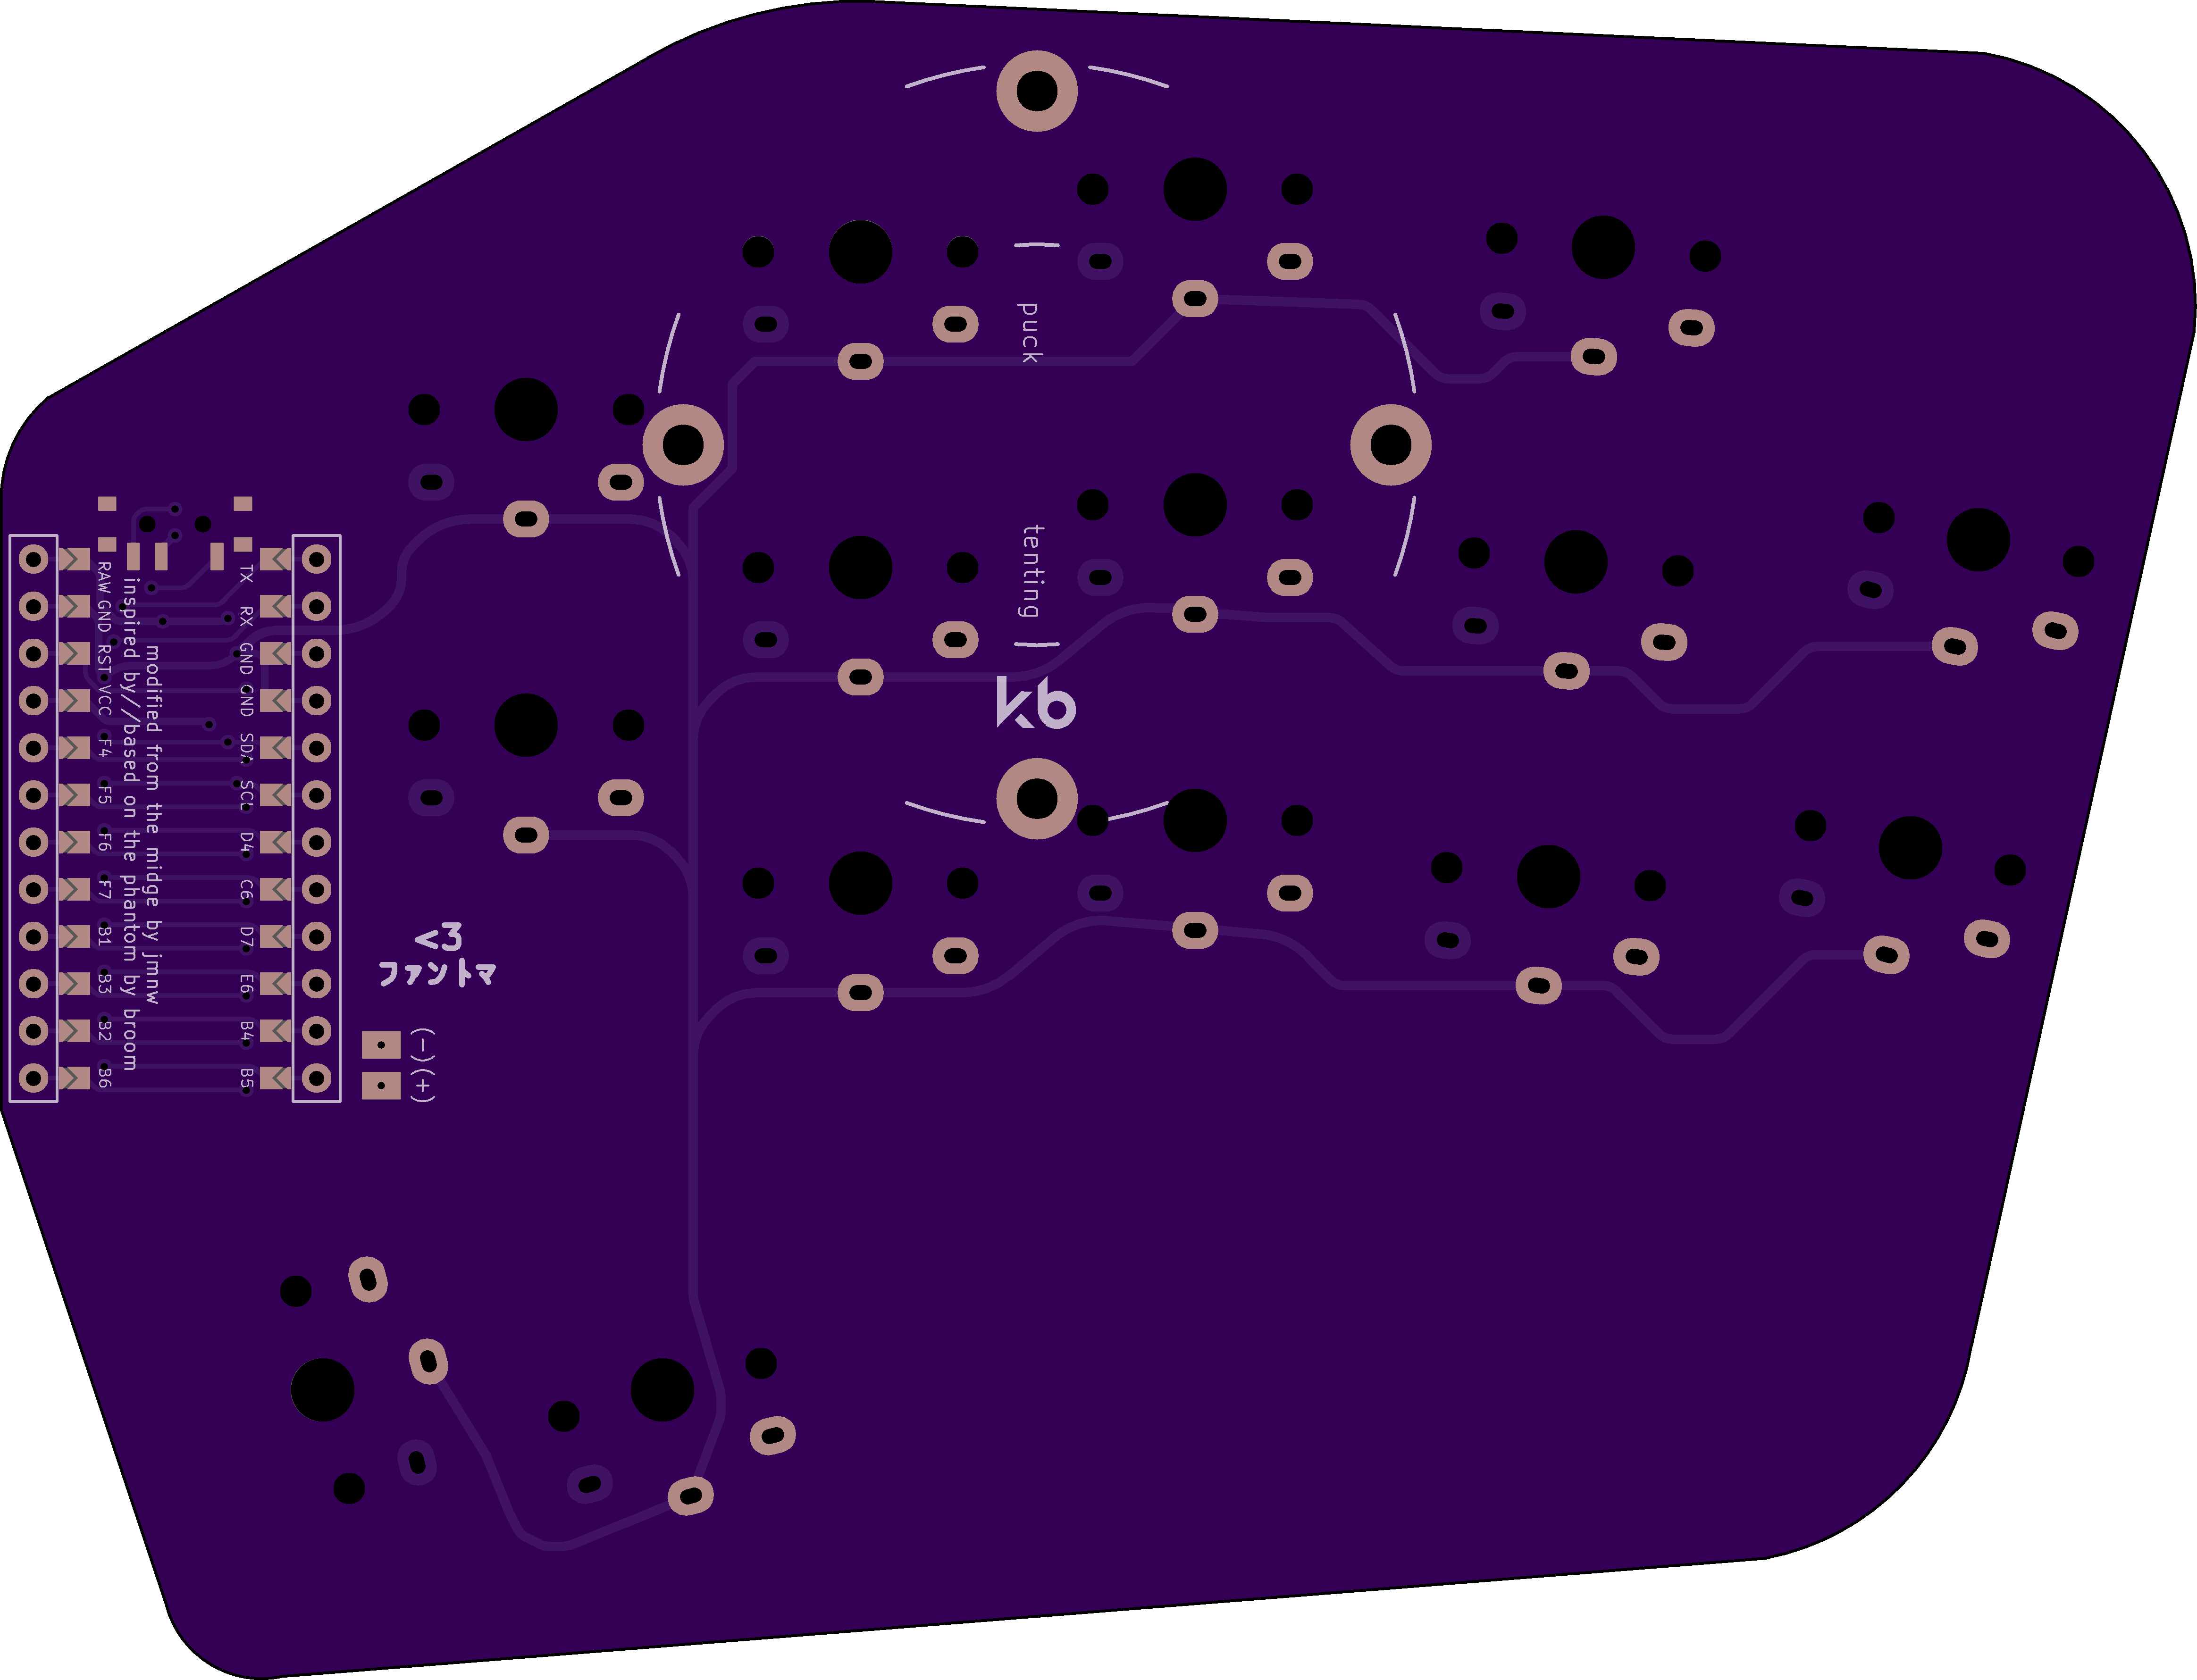 puck
tenting
kb
RAW
GND
RST
VCC
F4
F5
F6
F7
B1
B3
B2
B6
inspired by//based on the phantom by broom
modified from the midge by jmnw
TX
RX
GND
GND
SDA
SCL
D4
C6
D7
E6
B4
B5
<3
ファントマ
(-)
(+)